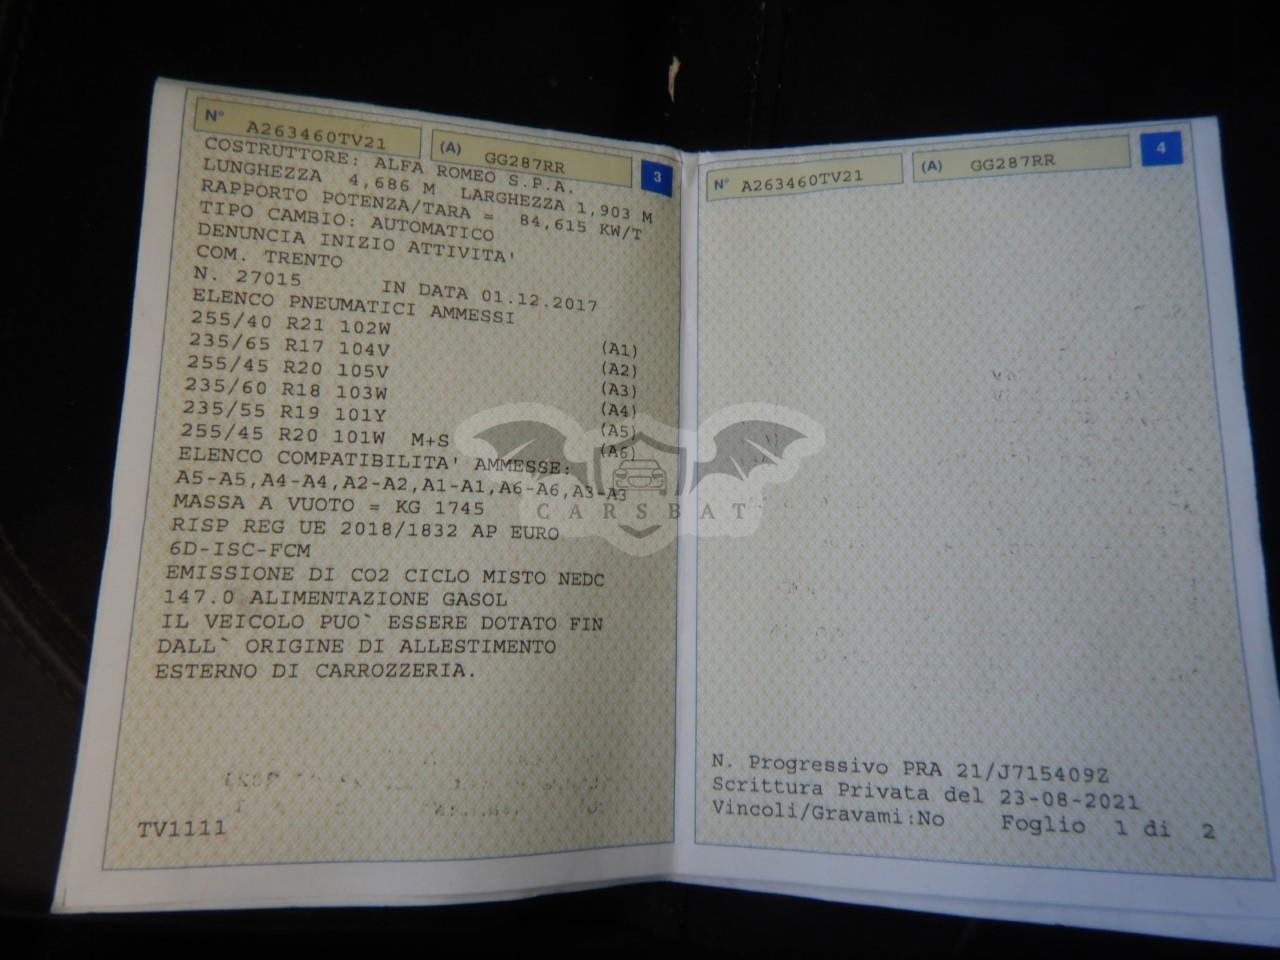 N° A263460TV21 (A) GG287RR 3
COSTRUTTORE: ALFA ROMEO S.P.A.
LUNGHEZZA 4,686 M LARGHEZZA 1,903 M
RAPPORTO POTENZA/TARA = 84,615 KW/T
TIPO CAMBIO: AUTOMATICO
DENUNCIA INIZIO ATTIVITA'
COM. TRENTO
N. 27015 IN DATA 01.12.2017
ELENCO PNEUMATICI AMMESSI
255/40 R21 102W (A1)
235/65 R17 104V (A2)
255/45 R20 105V (A3)
235/60 R18 103W (A4)
235/55 R19 101Y (A5)
255/45 R20 101W M+S (A6)
ELENCO COMPATIBILITA' AMMESSE:
A5-A5,A4-A4,A2-A2,A1-A1,A6-A6,A3-A3
MASSA A VUOTO = KG 1745
RISP REG UE 2018/1832 AP EURO
6D-ISC-FCM
EMISSIONE DI CO2 CICLO MISTO NEDC
147.0 ALIMENTAZIONE GASOL
IL VEICOLO PUO` ESSERE DOTATO FIN
DALL` ORIGINE DI ALLESTIMENTO
ESTERNO DI CARROZZERIA.
TV1111
N° A263460TV21 (A) GG287RR 4
N. Progressivo PRA 21/J715409Z
Scrittura Privata del 23-08-2021
Vincoli/Gravami:No Foglio 1 di 2
CARSBAT